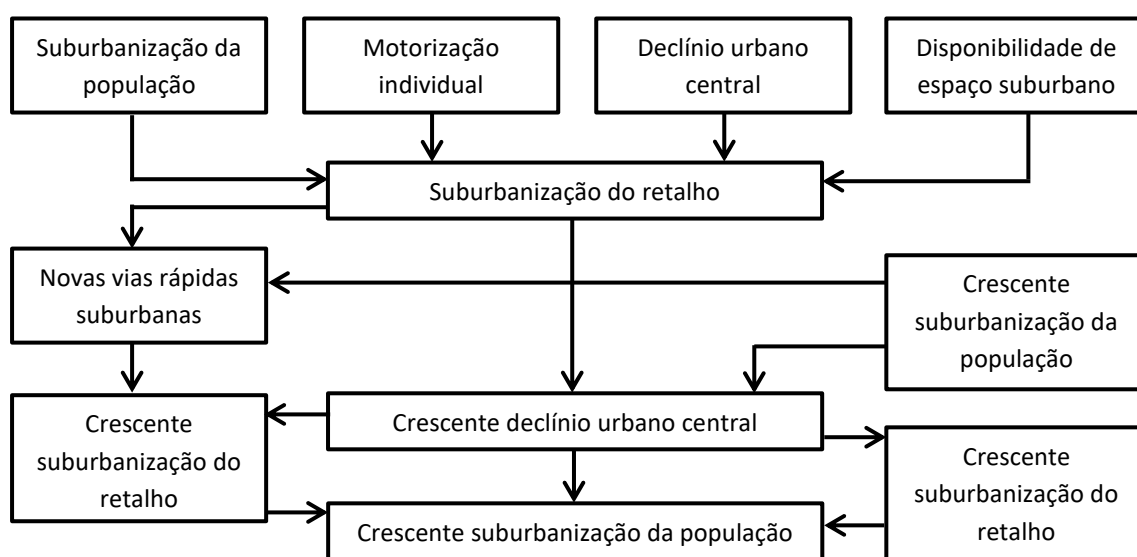 Suburbanização da
população
Motorização
individual
Declínio urbano
central
Disponibilidade de
espaço suburbano
Suburbanização do retalho
Novas vias rápidas
suburbanas
Crescente
suburbanização da
população
Crescente
suburbanização do
retalho
Crescente declínio urbano central
Crescente
suburbanização do
retalho
Crescente suburbanização da população